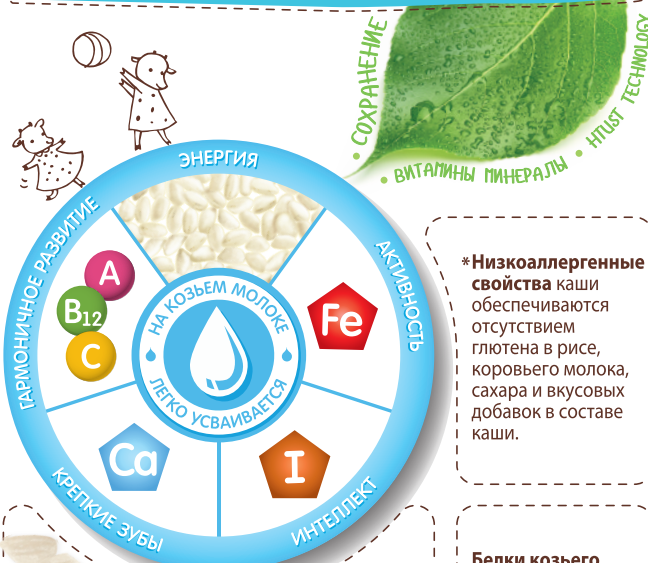 СОХРАНЕНИЕ
ВИТАМИНЫ МИНЕРАЛЫ
HTUST TECHNOLOGY
ЭНЕРГИЯ
АКТИВНОСТЬ
ИНТЕЛЛЕКТ
КРЕПКИЕ ЗУБЫ
ГАРМОНИЧНОЕ РАЗВИТИЕ
A
B12
C
Fe
Ca
I
НА КОЗЬЕМ МОЛОКЕ
ЛЕГКО УСВАИВАЕТСЯ
*Низкоаллергенные
свойства каши
обеспечиваются
отсутствием
глютена в рисе,
коровьего молока,
сахара и вкусовых
добавок в составе
каши.
Белки козьего